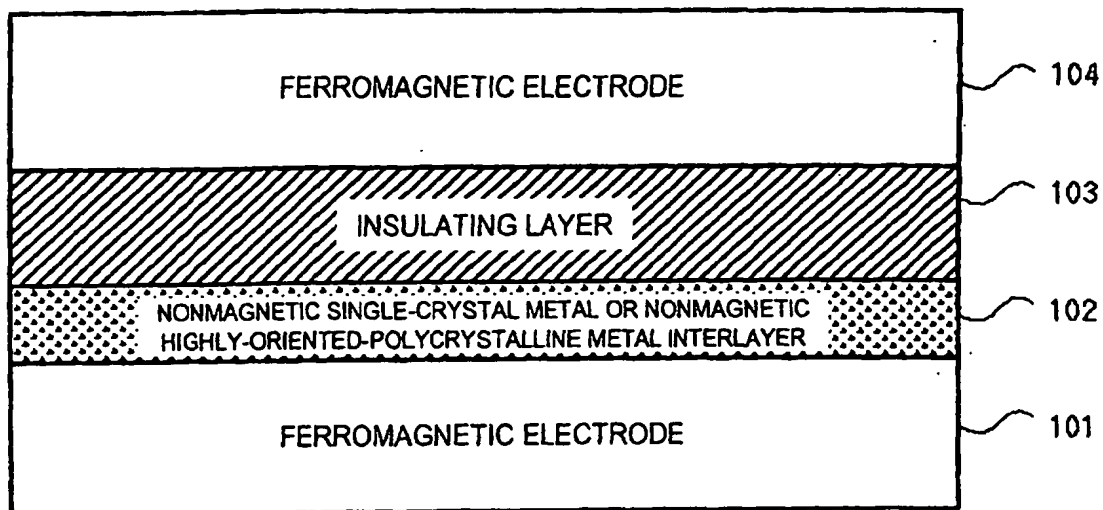 FERROMAGNETIC ELECTRODE
104
INSULATING LAYER
103
NONMAGNETIC SINGLE-CRYSTAL METAL OR NONMAGNETIC
HIGHLY-ORIENTED-POLYCRYSTALLINE METAL INTERLAYER
102
FERROMAGNETIC ELECTRODE
101